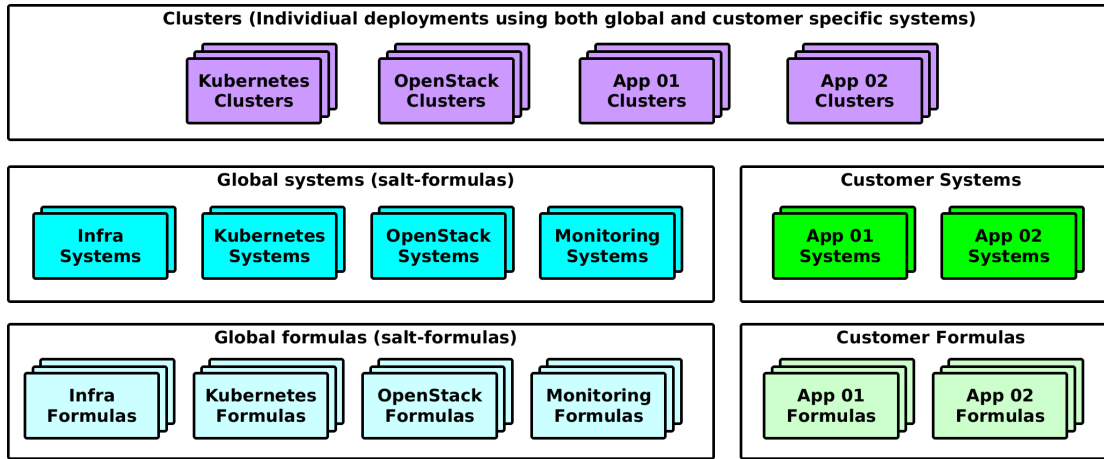 Clusters (Individiual deployments using both global and customer specific systems)
Kubernetes
Clusters
OpenStack
Clusters
App 01
Clusters
App 02
Clusters
Global systems (salt-formulas)
Infra
Systems
Kubernetes
Systems
OpenStack
Systems
Monitoring
Systems
Customer Systems
App 01
Systems
App 02
Systems
Global formulas (salt-formulas)
Infra
Formulas
Kubernetes
Formulas
OpenStack
Formulas
Monitoring
Formulas
Customer Formulas
App 01
Formulas
App 02
Formulas